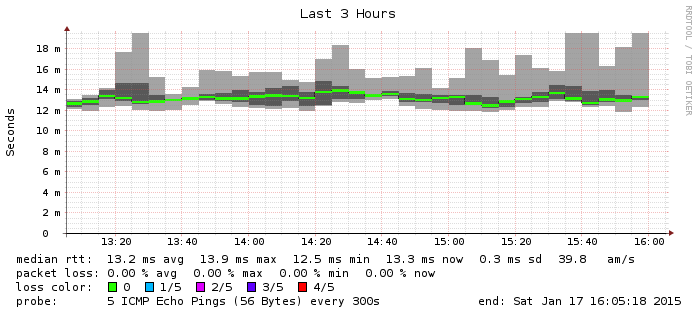 Last 3 Hours
RRDTOOL / TOBI OETIKER
Seconds
18 m
16 m
14 m
12 m
10 m
8 m
6 m
4 m
2 m
0
13:20 13:40 14:00 14:20 14:40 15:00 15:20 15:40 16:00
median rtt: 13.2 ms avg 13.9 ms max 12.5 ms min 13.3 ms now 0.3 ms sd 39.8 am/s
packet loss: 0.00 % avg 0.00 % max 0.00 % min 0.00 % now
loss color: 0 1/5 2/5 3/5 4/5
probe: 5 ICMP Echo Pings (56 Bytes) every 300s end: Sat Jan 17 16:05:18 2015